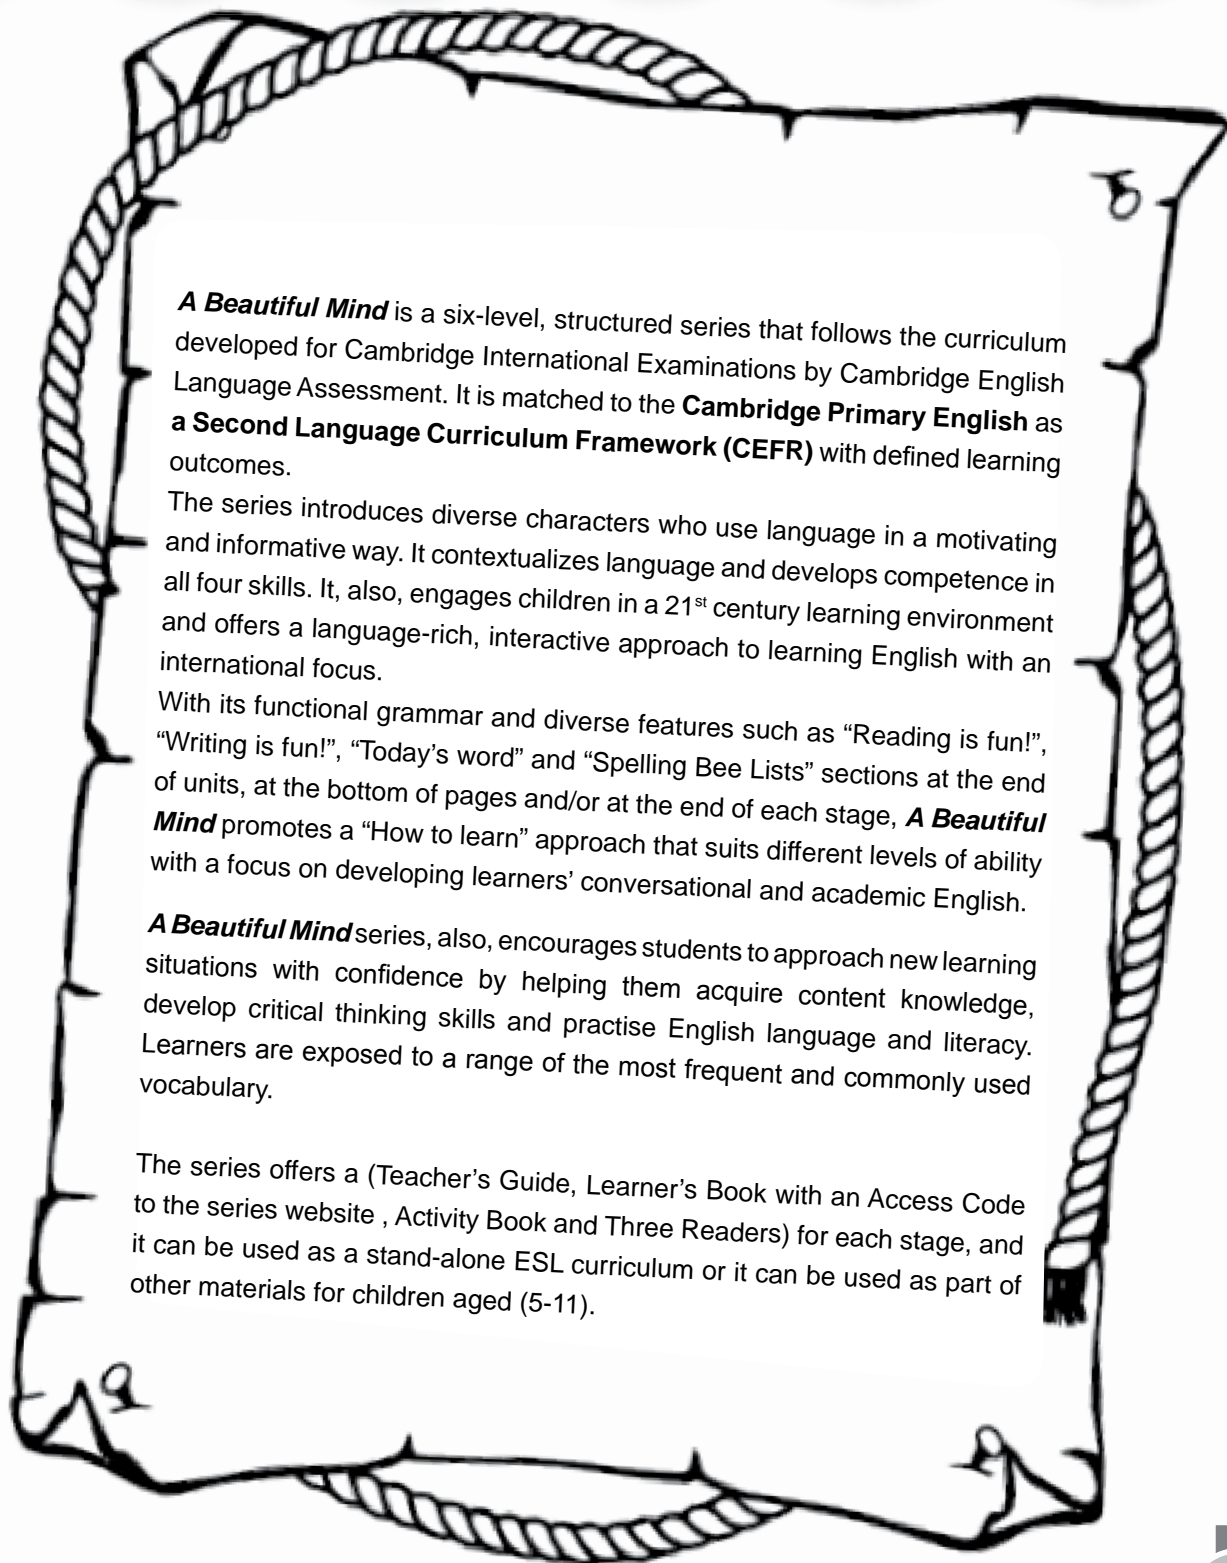 A Beautiful Mind is a six-level, structured series that follows the curriculum
developed for Cambridge International Examinations by Cambridge English
Language Assessment. It is matched to the Cambridge Primary English as
a Second Language Curriculum Framework (CEFR) with defined learning
outcomes.
The series introduces diverse characters who use language in a motivating
and informative way. It contextualizes language and develops competence in
all four skills. It, also, engages children in a 21st century learning environment
and offers a language-rich, interactive approach to learning English with an
international focus.
With its functional grammar and diverse features such as “Reading is fun!”,
“Writing is fun!”, “Today’s word” and “Spelling Bee Lists” sections at the end
of units, at the bottom of pages and/or at the end of each stage, A Beautiful
Mind promotes a “How to learn” approach that suits different levels of ability
with a focus on developing learners’ conversational and academic English.
A Beautiful Mind series, also, encourages students to approach new learning
situations with confidence by helping them acquire content knowledge,
develop critical thinking skills and practise English language and literacy.
Learners are exposed to a range of the most frequent and commonly used
vocabulary.
The series offers a (Teacher’s Guide, Learner’s Book with an Access Code
to the series website , Activity Book and Three Readers) for each stage, and
it can be used as a stand-alone ESL curriculum or it can be used as part of
other materials for children aged (5-11).